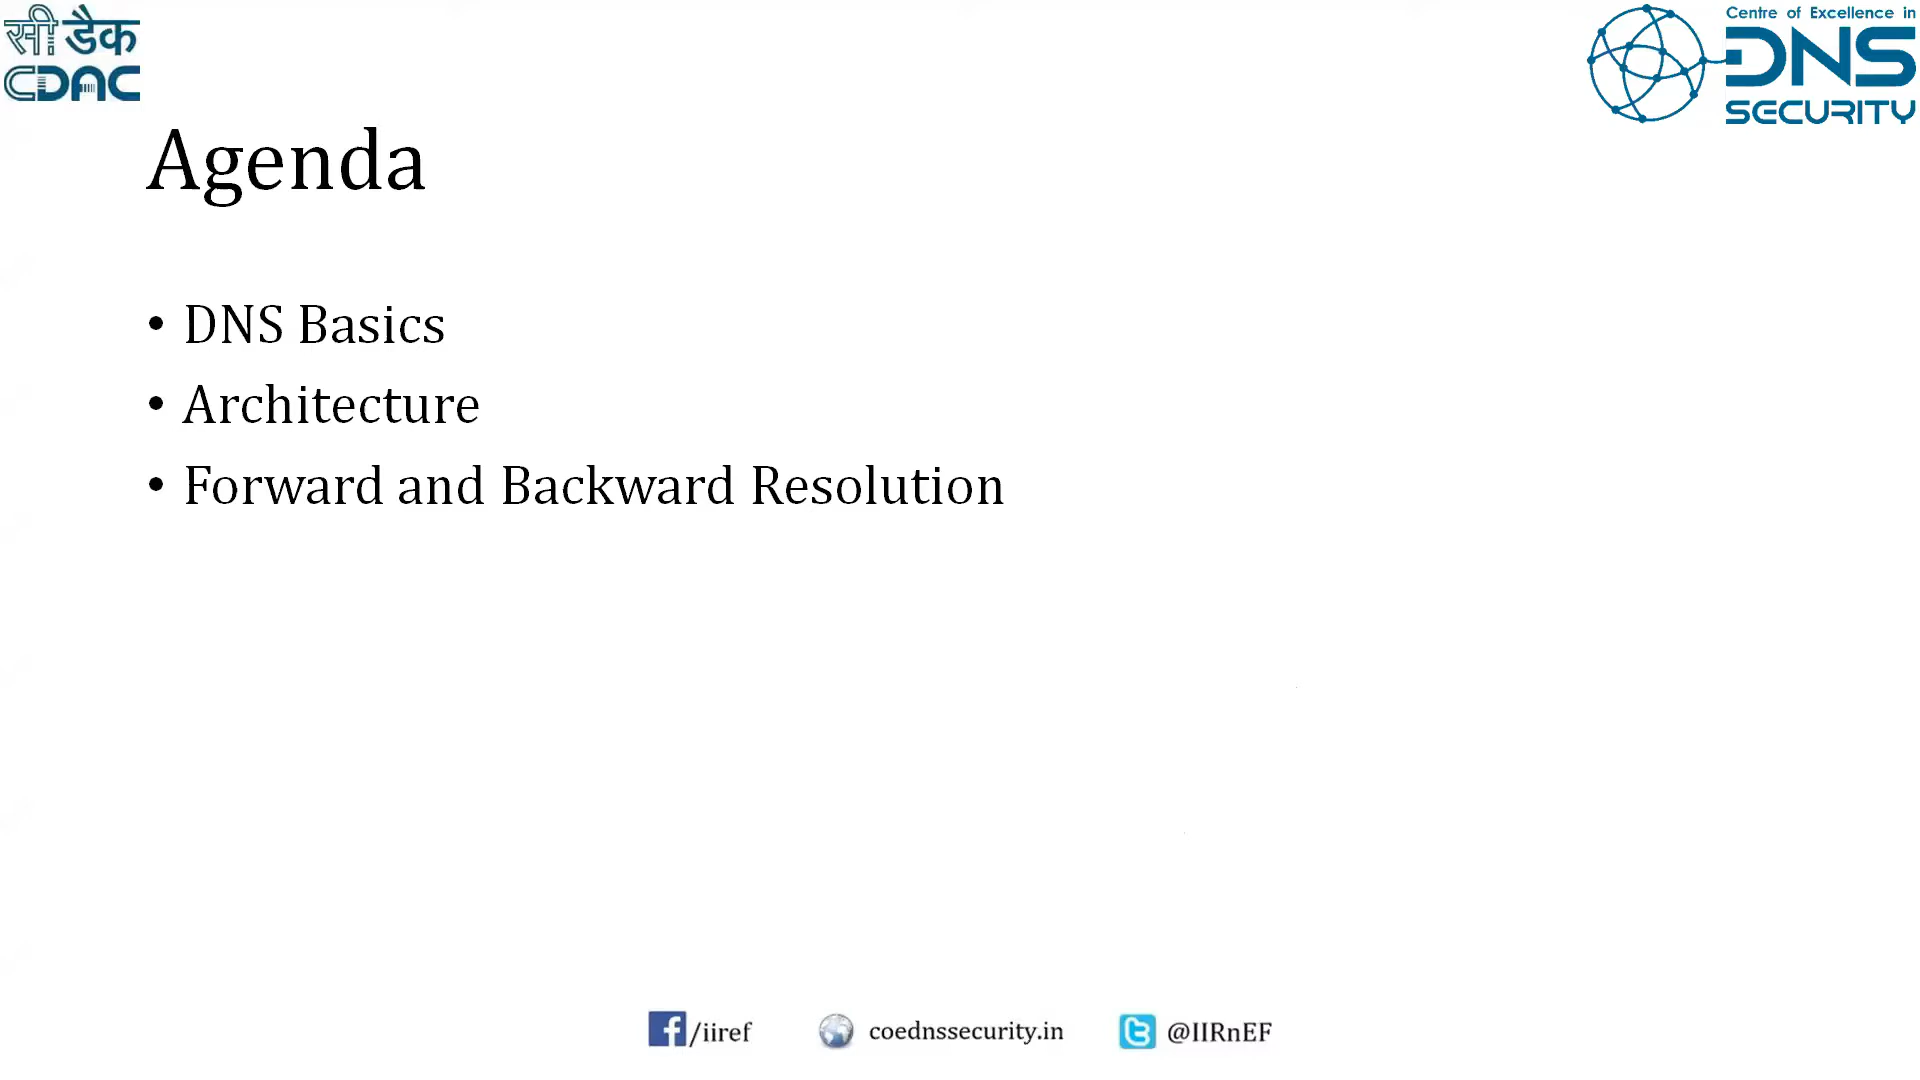 सी डैक
CDAC
Centre of Excellence in
DNS
SECURITY
Agenda
• DNS Basics
• Architecture
• Forward and Backward Resolution
/iiref
coednssecurity.in
@IIRnEF